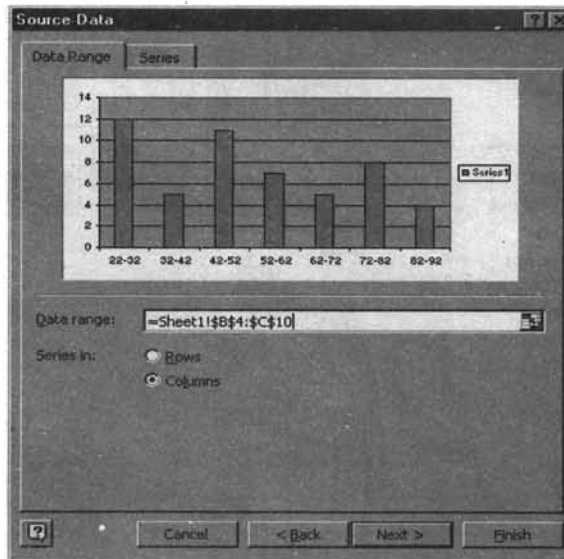 Source Data
Data Range Series
14
12
10
8
6
4
2
0
22-32 32-42 42-52 52-62 62-72 72-82 82-92
Series1
Data range: =Sheet1!$B$4:$C$10
Series in: Rows
Columns
Cancel < Back Next > Finish